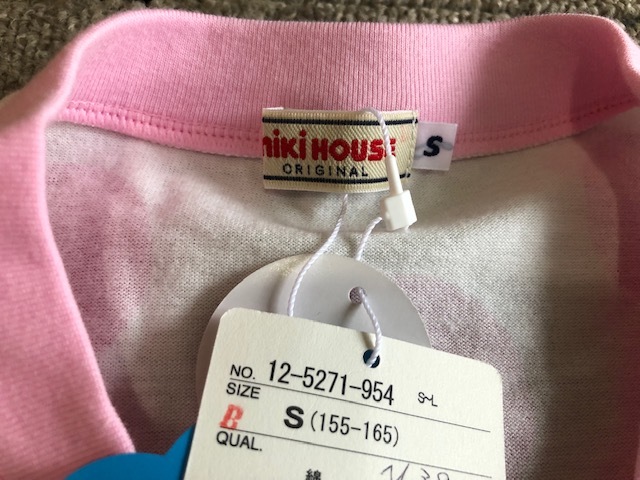 miki HOUSE
ORIGINAL
S
NO. 12-5271-954 S~L
SIZE
S (155-165)
QUAL.
綿